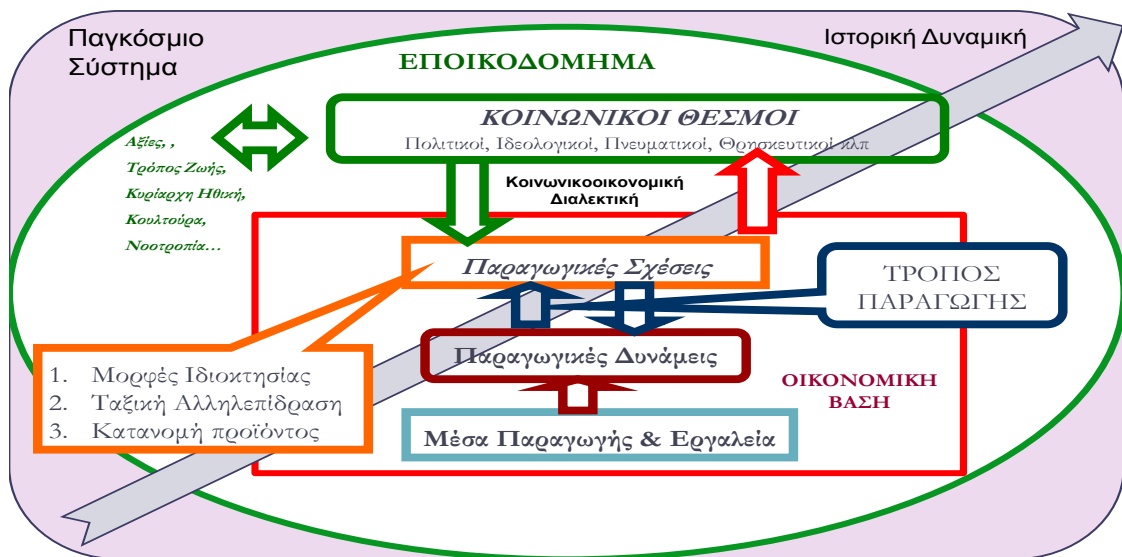 Παγκόσμιο
Σύστημα
Ιστορική Δυναμική
ΕΠΟΙΚΟΔΟΜΗΜΑ
ΚΟΙΝΩΝΙΚΟΙ ΘΕΣΜΟΙ
Πολιτικοί, Ιδεολογικοί, Πνευματικοί, Θρησκευτικοί κλπ
Αξίες, ,
Τρόπος Ζωής,
Κυρίαρχη Ηθική,
Κουλτούρα,
Νοοτροπία…
Κοινωνικοοικονομική
Διαλεκτική
Παραγωγικές Σχέσεις
ΤΡΟΠΟΣ
ΠΑΡΑΓΩΓΗΣ
Παραγωγικές Δυνάμεις
1. Μορφές Ιδιοκτησίας
2. Ταξική Αλληλεπίδραση
3. Κατανομή προϊόντος
ΟΙΚΟΝΟΜΙΚΗ
ΒΑΣΗ
Μέσα Παραγωγής & Εργαλεία